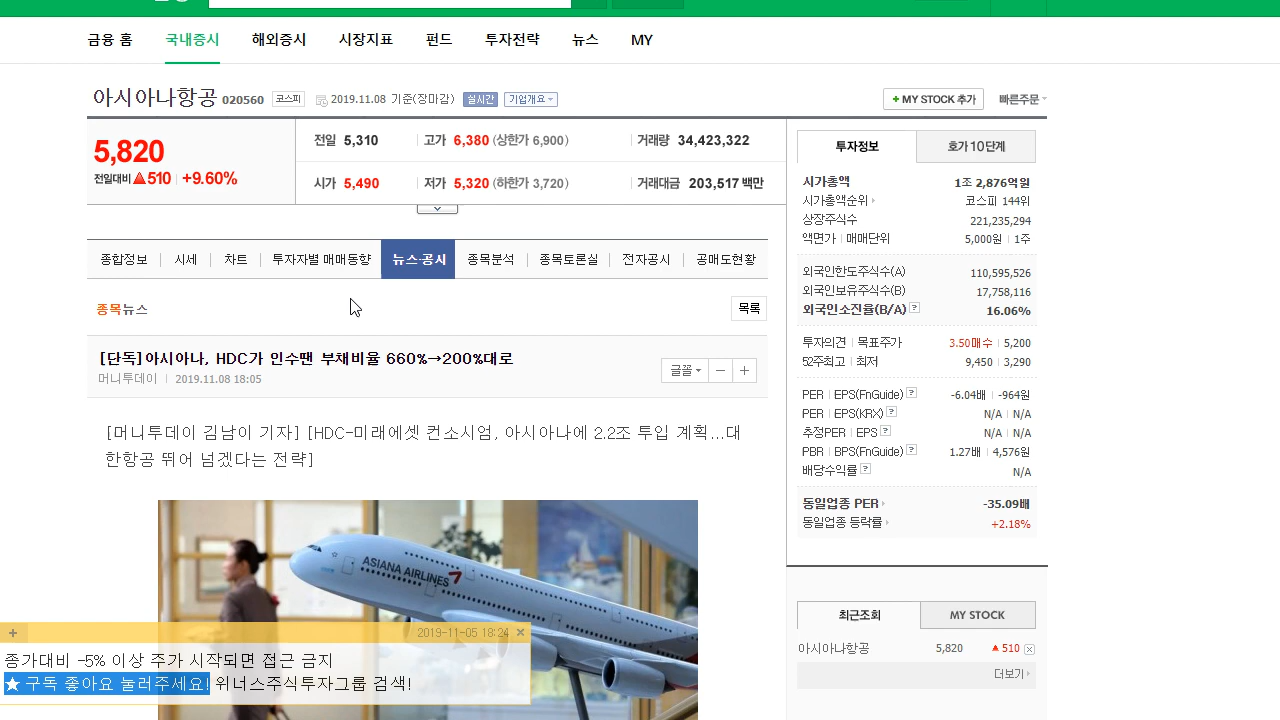 금융 홈 국내증시 해외증시 시장지표 펀드 투자전략 뉴스 MY
아시아나항공 020560 코스피 2019.11.08 기준(장마감) 실시간 기업개요
+ MY STOCK 추가 빠른주문
5,820
전일대비 ▲510 +9.60%
전일 5,310 고가 6,380 (상한가 6,900) 거래량 34,423,322
시가 5,490 저가 5,320 (하한가 3,720) 거래대금 203,517 백만
종합정보 시세 차트 투자자별 매매동향 뉴스·공시 종목분석 종목토론실 전자공시 공매도현황
종목뉴스 목록
[단독]아시아나, HDC가 인수땐 부채비율 660%→200%대로
머니투데이 2019.11.08 18:05
글꼴 − +
[머니투데이 김남이 기자] [HDC-미래에셋 컨소시엄, 아시아나에 2.2조 투입 계획...대
한항공 뛰어 넘겠다는 전략]
ASIANA AIRLINES
+ 2019-11-05 18:24 ×
종가대비 -5% 이상 주가 시작되면 접근 금지
★ 구독 좋아요 눌러주세요! 위너스주식투자그룹 검색!
투자정보 호가 10단계
시가총액 1조 2,876억원
시가총액순위 코스피 144위
상장주식수 221,235,294
액면가 매매단위 5,000원 1주
외국인한도주식수(A) 110,595,526
외국인보유주식수(B) 17,758,116
외국인소진율(B/A) ? 16.06%
투자의견 목표주가 3.50매수 5,200
52주최고 최저 9,450 3,290
PER EPS(FnGuide) ? -6.04배 -964원
PER EPS(KRX) ? N/A N/A
추정PER EPS ? N/A N/A
PBR BPS(FnGuide) ? 1.27배 4,576원
배당수익률 ? N/A
동일업종 PER -35.09배
동일업종 등락률 +2.18%
최근조회 MY STOCK
아시아나항공 5,820 ▲510
더보기